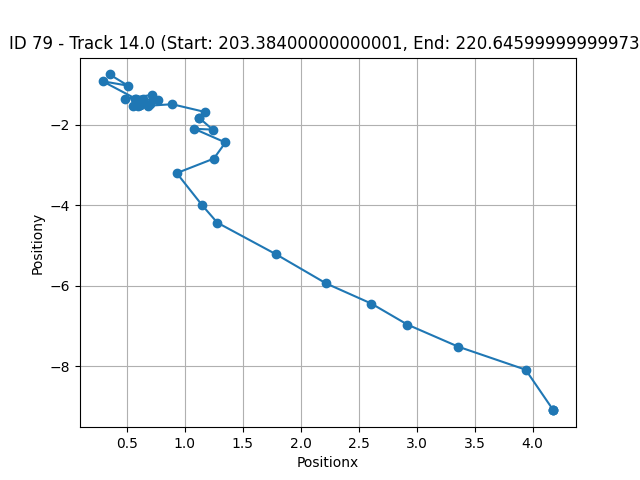 ID 79 - Track 14.0 (Start: 203.38400000000001, End: 220.64599999999973
Positiony
−2
−4
−6
−8
0.5 1.0 1.5 2.0 2.5 3.0 3.5 4.0
Positionx